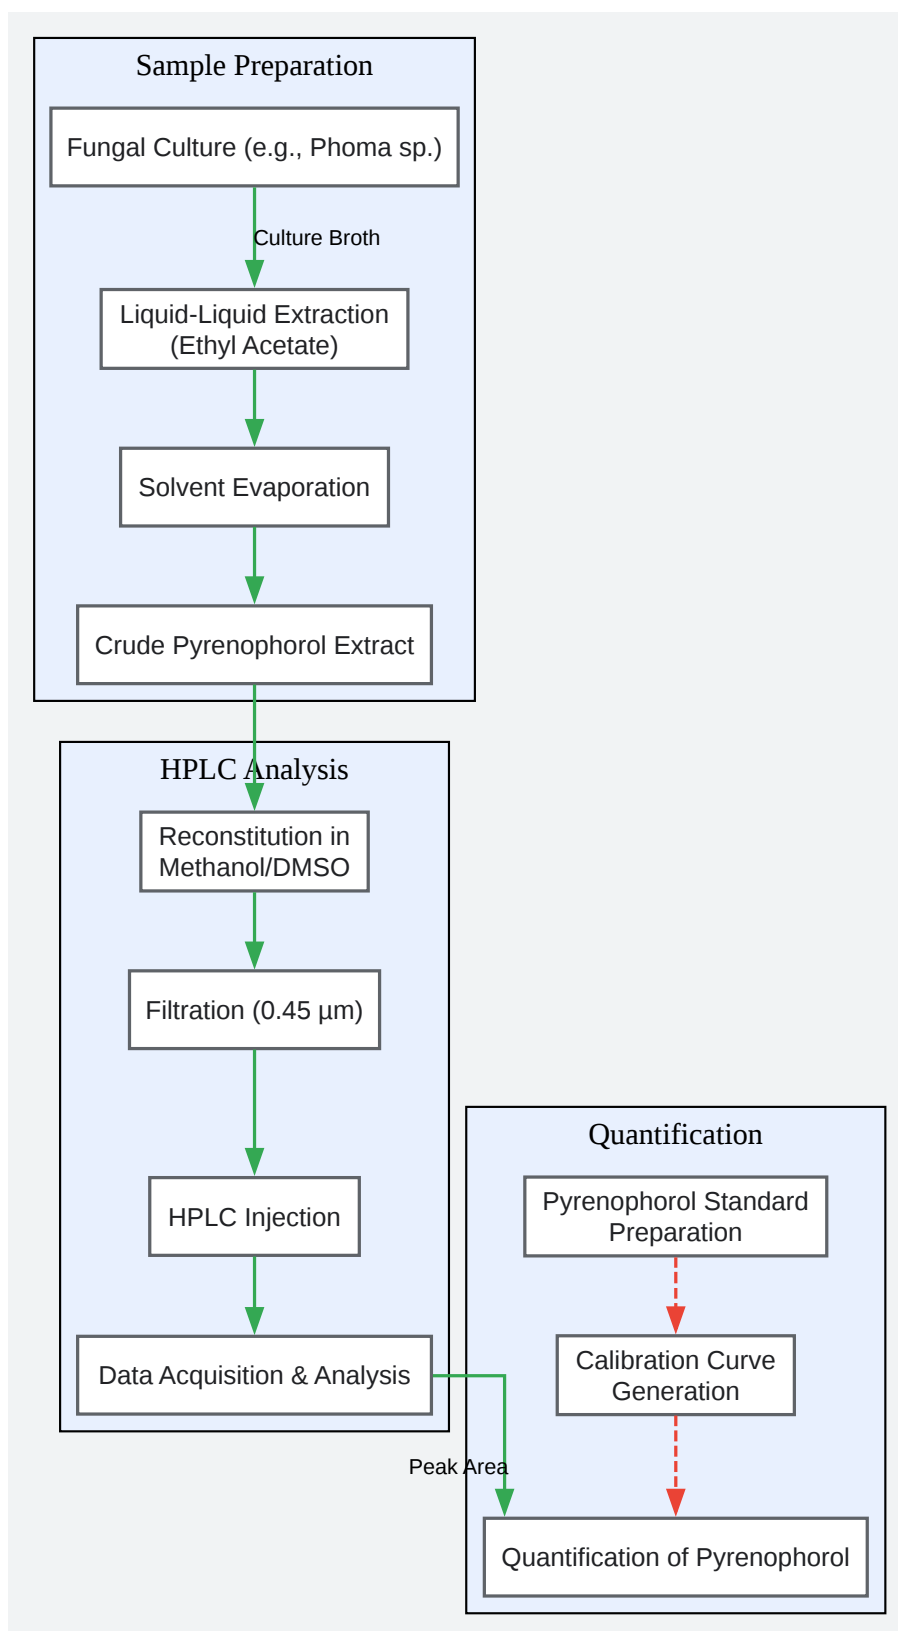 Sample Preparation
Fungal Culture (e.g., Phoma sp.)
Culture Broth
Liquid-Liquid Extraction
(Ethyl Acetate)
Solvent Evaporation
Crude Pyrenophorol Extract
HPLC Analysis
Reconstitution in
Methanol/DMSO
Filtration (0.45 µm)
HPLC Injection
Data Acquisition & Analysis
Peak Area
Quantification
Pyrenophorol Standard
Preparation
Calibration Curve
Generation
Quantification of Pyrenophorol